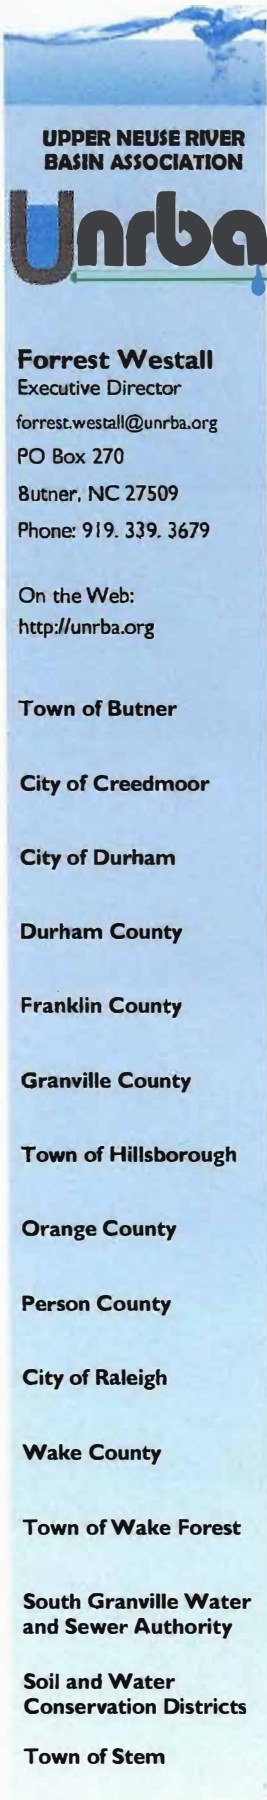 UPPER NEUSE RIVER
BASIN ASSOCIATION
Unrba
Forrest Westall
Executive Director
forrest.westall@unrba.org
PO Box 270
Butner, NC 27509
Phone: 919. 339. 3679
On the Web:
http://unrba.org
Town of Butner
City of Creedmoor
City of Durham
Durham County
Franklin County
Granville County
Town of Hillsborough
Orange County
Person County
City of Raleigh
Wake County
Town of Wake Forest
South Granville Water
and Sewer Authority
Soil and Water
Conservation Districts
Town of Stem